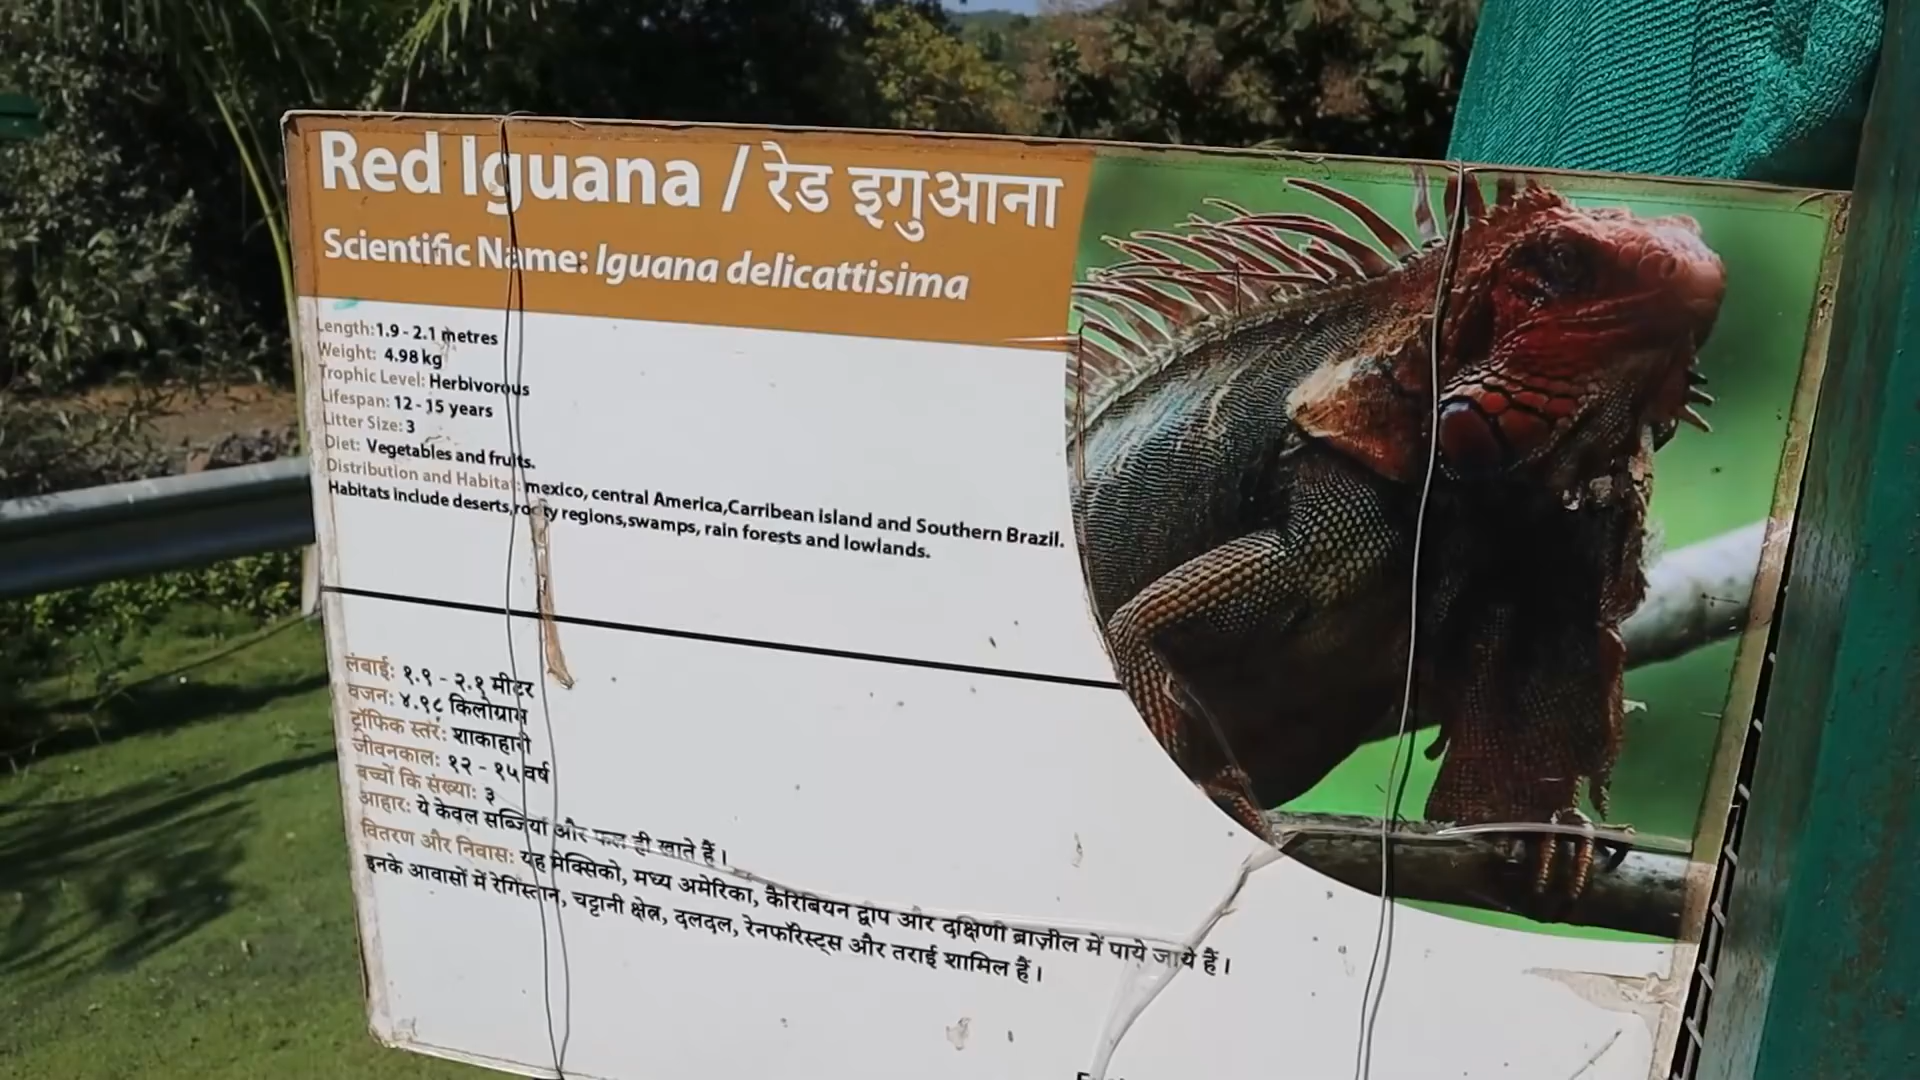 Red Iguana / रेड इगुआना
Scientific Name: Iguana delicattisima
Length: 1.9 - 2.1 metres
Weight: 4.98 kg
Trophic Level: Herbivorous
Lifespan: 12 - 15 years
Litter Size: 3
Diet: Vegetables and fruits.
Distribution and Habitat: mexico, central America,Carribean island and Southern Brazil.
Habitats include deserts,rocky regions,swamps, rain forests and lowlands.
लंबाई: १.९ - २.१ मीटर
वजन: ४.९८ किलोग्राम
ट्रॉफिक स्तर: शाकाहारी
जीवनकाल: १२ - १५ वर्ष
बच्चों कि संख्या: ३
आहार: ये केवल सब्जियां और फल ही खाते हैं।
वितरण और निवास: यह मेक्सिको, मध्य अमेरिका, कैरिबियन द्वीप और दक्षिणी ब्राज़ील में पाये जाये हैं।
इनके आवासों में रेगिस्तान, चट्टानी क्षेत्र, दलदल, रेनफॉरेस्ट्स और तराई शामिल हैं।